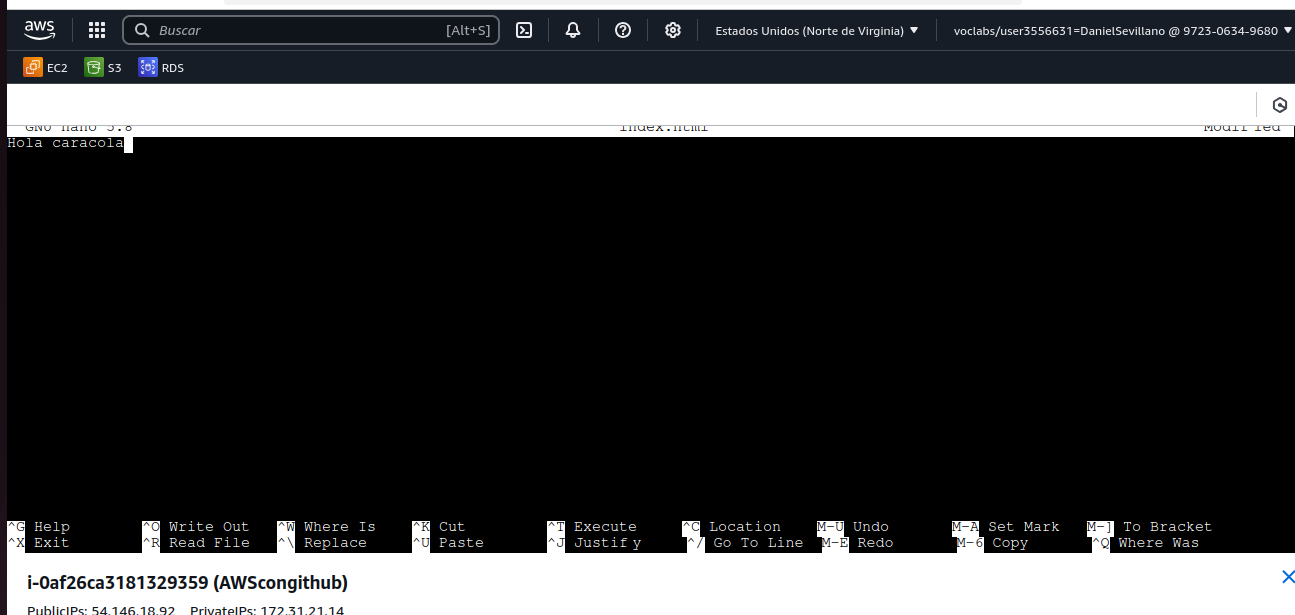 aws Buscar [Alt+S] Estados Unidos (Norte de Virginia) voclabs/user3556631=DanielSevillano @ 9723-0634-9680
EC2 S3 RDS
GNU nano 5.8 index.html Modified
Hola caracola
^G Help ^O Write Out ^W Where Is ^K Cut ^T Execute ^C Location M-U Undo M-A Set Mark M-] To Bracket
^X Exit ^R Read File ^\ Replace ^U Paste ^J Justify ^/ Go To Line M-E Redo M-6 Copy ^Q Where Was
i-0af26ca3181329359 (AWScongithub)
PublicIPs: 54.146.18.92 PrivateIPs: 172.31.21.14